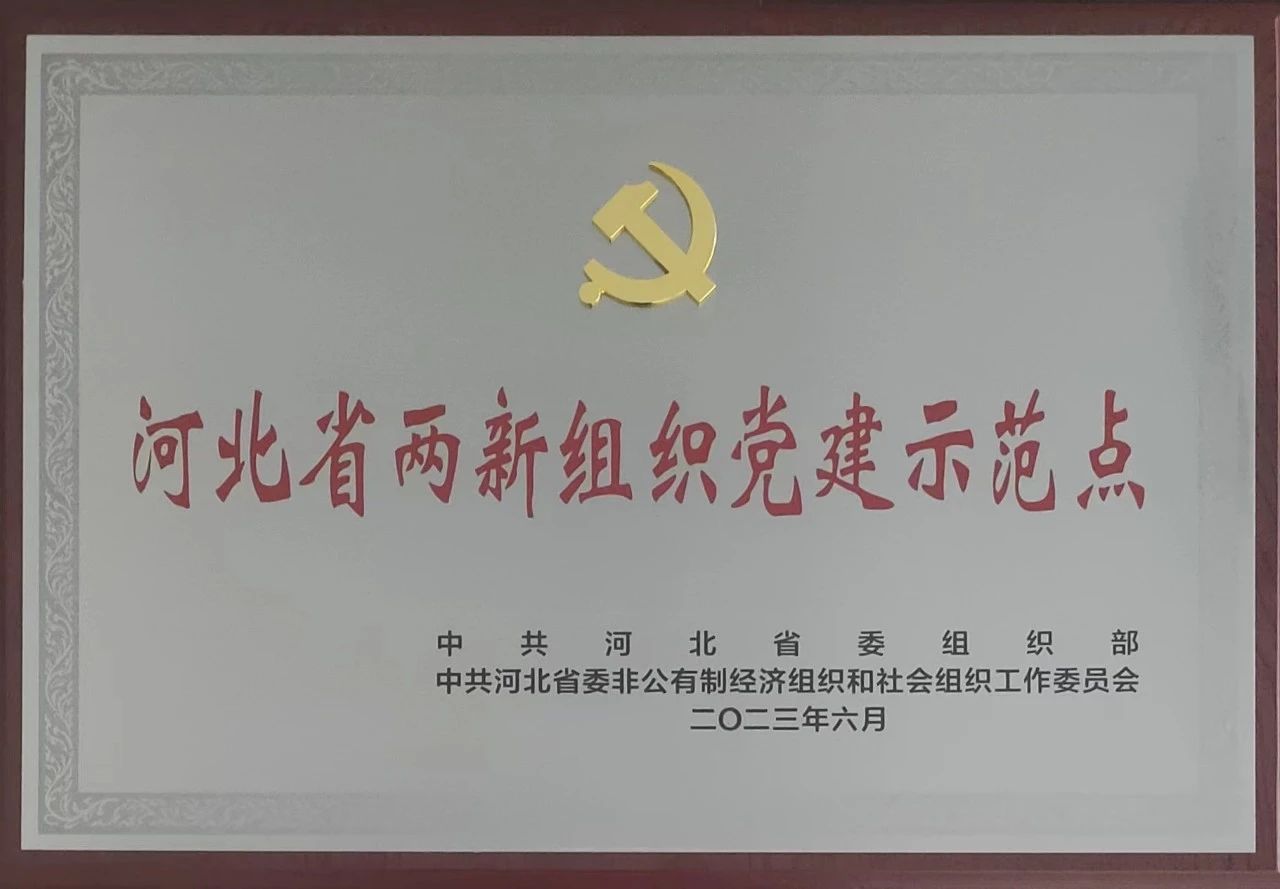 河北省两新组织党建示范点
中共河北省委组织部
中共河北省委非公有制经济组织和社会组织工作委员会
二〇二三年六月